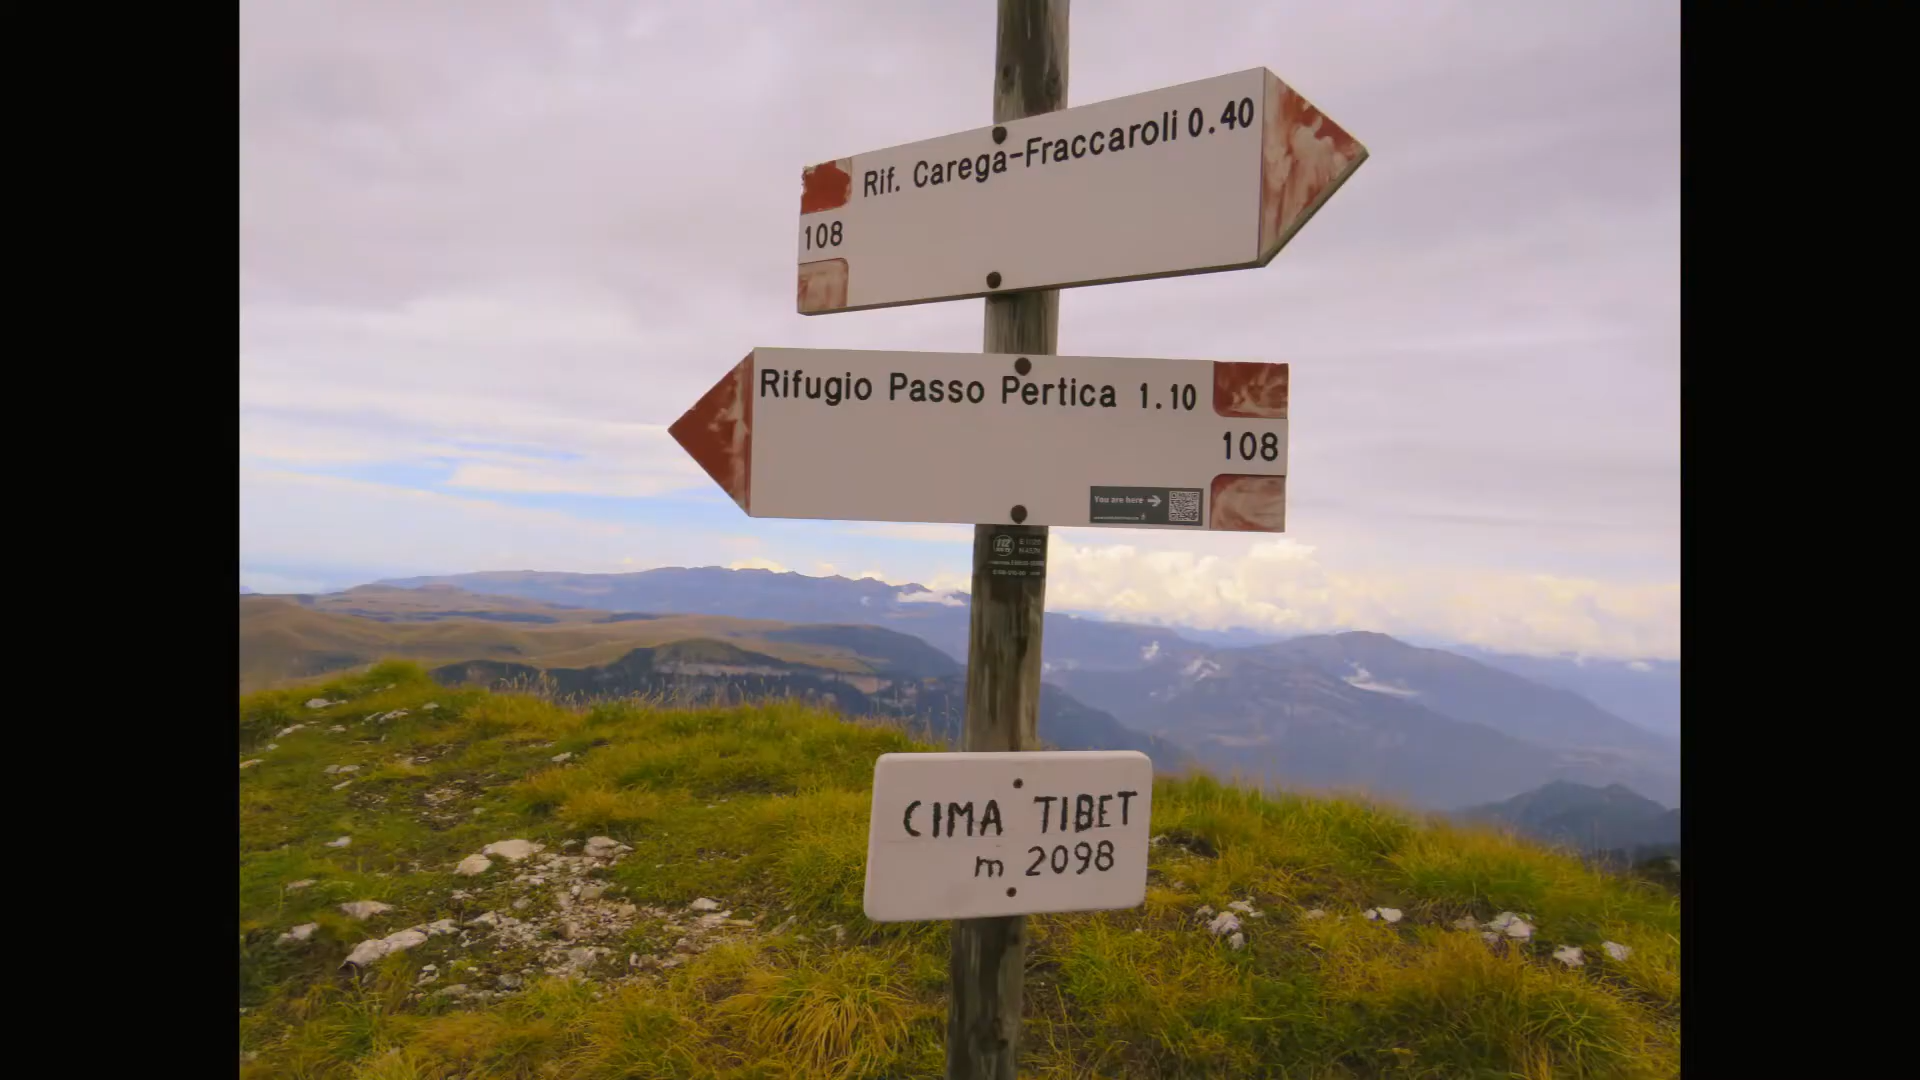 Rif. Carega-Fraccaroli 0.40
108
Rifugio Passo Pertica 1.10
108
You are here →
CIMA TIBET
m 2098